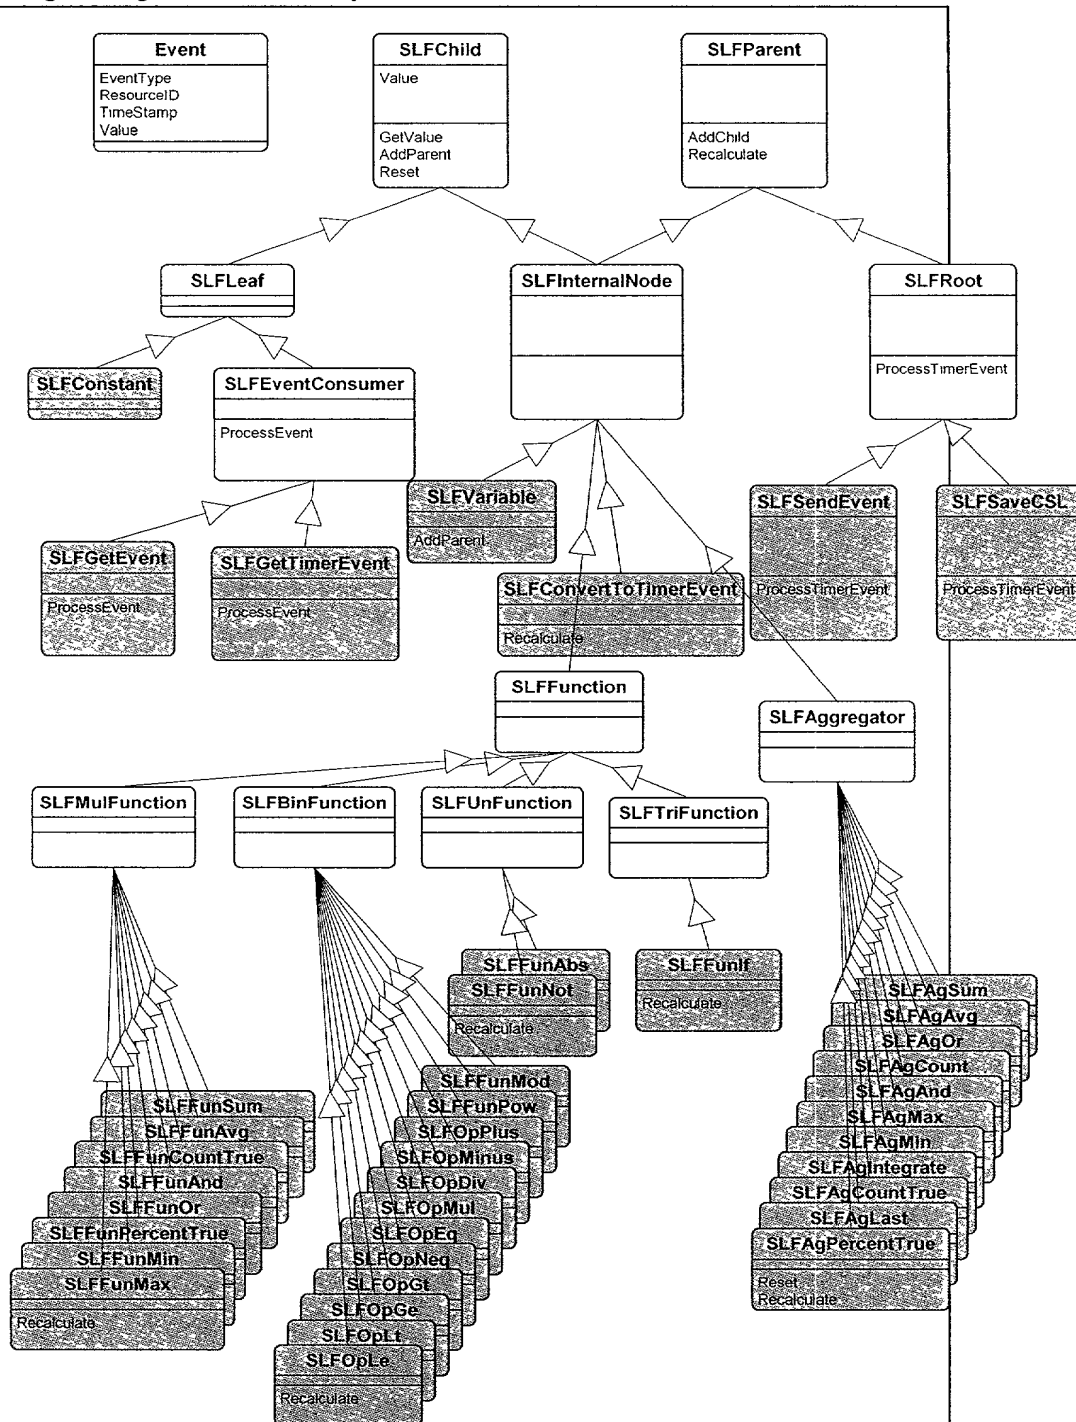 Event
EventType
ResourceID
TimeStamp
Value
SLFChild
Value
GetValue
AddParent
Reset
SLFParent
AddChild
Recalculate
SLFLeaf
SLFInternalNode
SLFRoot
ProcessTimerEvent
SLFConstant
SLFEventConsumer
ProcessEvent
SLFVariable
AddParent
SLFSendEvent
ProcessTimerEvent
SLFSaveCSL
ProcessTimerEvent
SLFGetEvent
ProcessEvent
SLFGetTimerEvent
ProcessEvent
SLFConvertToTimerEvent
Recalculate
SLFFunction
SLFAggregator
SLFMulFunction
SLFBinFunction
SLFUnFunction
SLFTriFunction
SLFFunAbs
SLFFunNot
Recalculate
SLFFunIf
Recalculate
SLFFunSum
SLFFunAvg
SLFFunCountTrue
SLFFunAnd
SLFFunOr
SLFFunPercentTrue
SLFFunMin
SLFFunMax
Recalculate
SLFFunMod
SLFFunPow
SLFOpPlus
SLFOpMinus
SLFOpDiv
SLFOpMul
SLFOpEq
SLFOpNeq
SLFOpGt
SLFOpGe
SLFOpLt
SLFOpLe
Recalculate
SLFAgSum
SLFAgAvg
SLFAgOr
SLFAgCount
SLFAgAnd
SLFAgMax
SLFAgMin
SLFAgIntegrate
SLFAgCountTrue
SLFAgLast
SLFAgPercentTrue
Reset
Recalculate